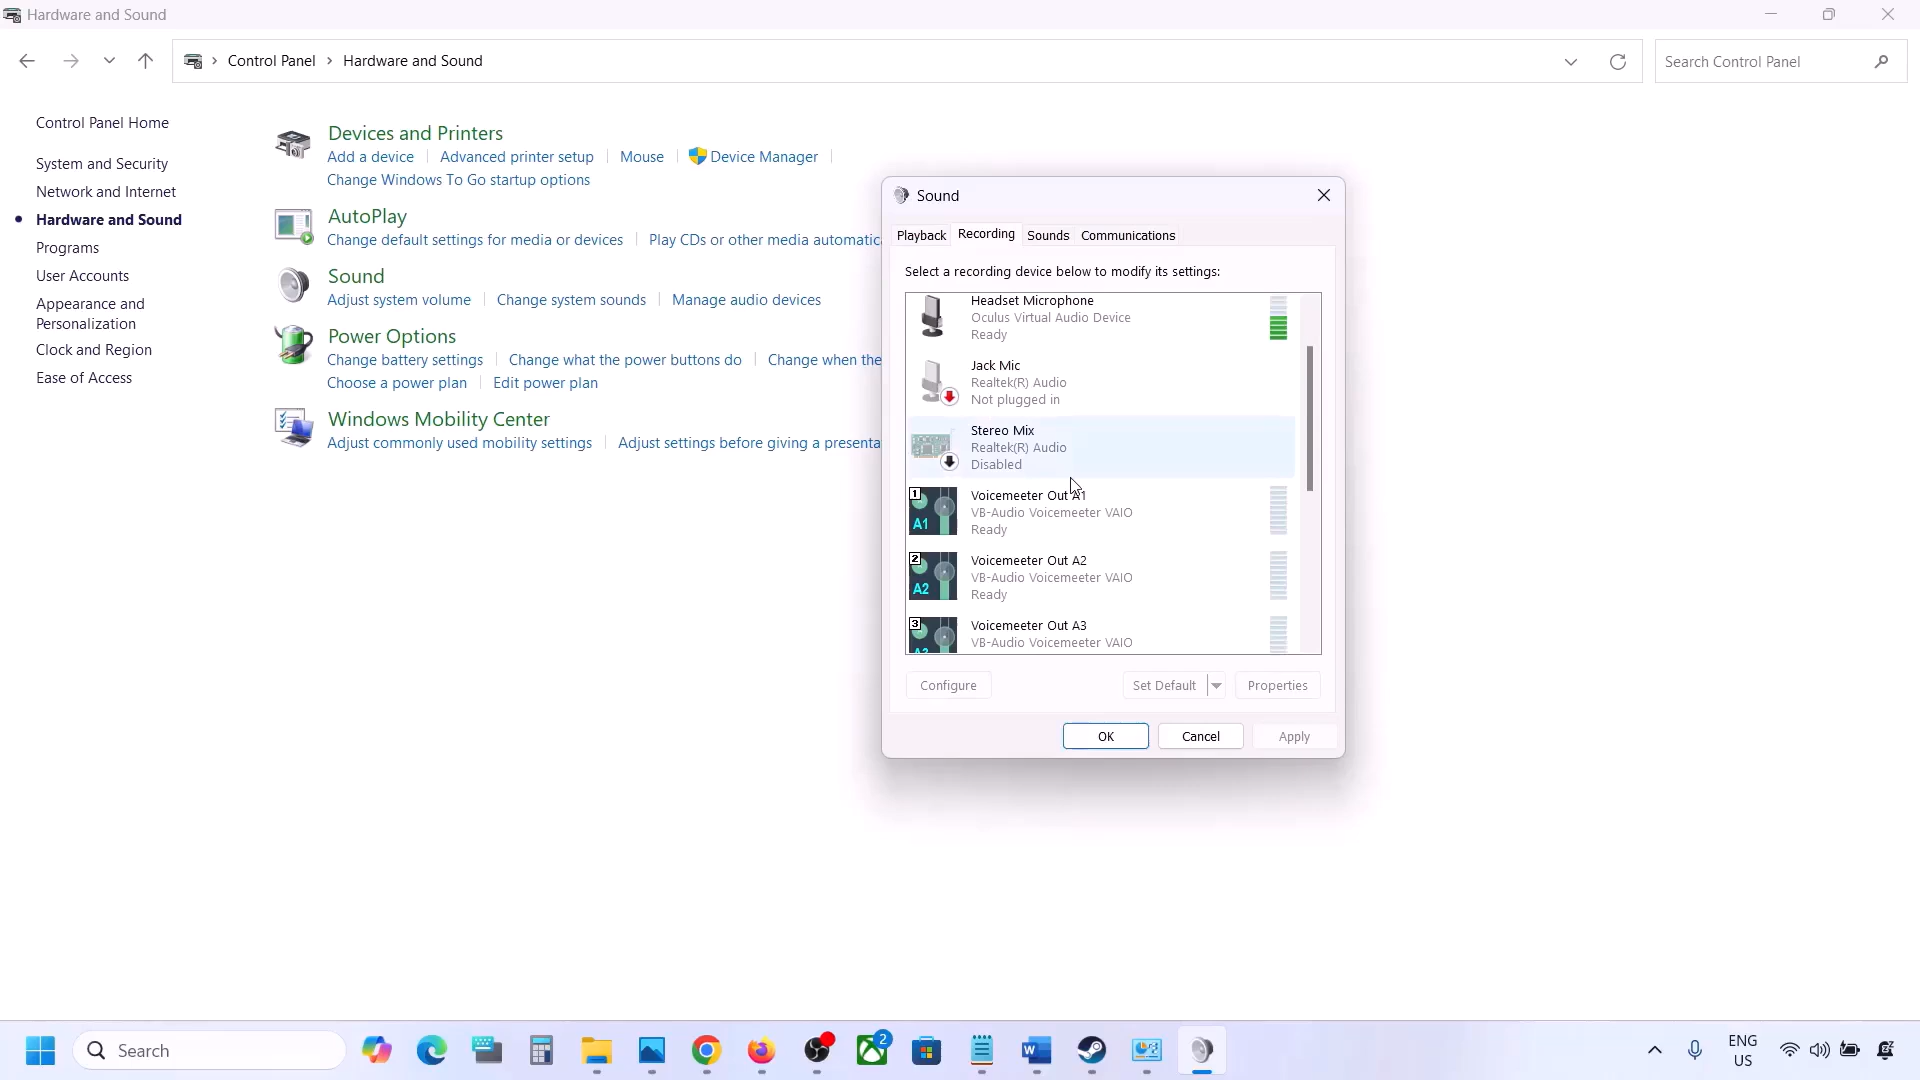 Hardware and Sound
Control Panel > Hardware and Sound
Search Control Panel
Control Panel Home
System and Security
Network and Internet
Hardware and Sound
Programs
User Accounts
Appearance and
Personalization
Clock and Region
Ease of Access
Devices and Printers
Add a device
Advanced printer setup
Mouse
Device Manager
Change Windows To Go startup options
AutoPlay
Change default settings for media or devices
Play CDs or other media automatic
Sound
Adjust system volume
Change system sounds
Manage audio devices
Power Options
Change battery settings
Change what the power buttons do
Change when the
Choose a power plan
Edit power plan
Windows Mobility Center
Adjust commonly used mobility settings
Adjust settings before giving a presenta
Sound
Playback
Recording
Sounds
Communications
Select a recording device below to modify its settings:
Headset Microphone
Oculus Virtual Audio Device
Ready
Jack Mic
Realtek(R) Audio
Not plugged in
Stereo Mix
Realtek(R) Audio
Disabled
1
A1
Voicemeeter Out A1
VB-Audio Voicemeeter VAIO
Ready
2
A2
Voicemeeter Out A2
VB-Audio Voicemeeter VAIO
Ready
3
A3
Voicemeeter Out A3
VB-Audio Voicemeeter VAIO
Configure
Set Default
Properties
OK
Cancel
Apply
Search
2
ENG
US